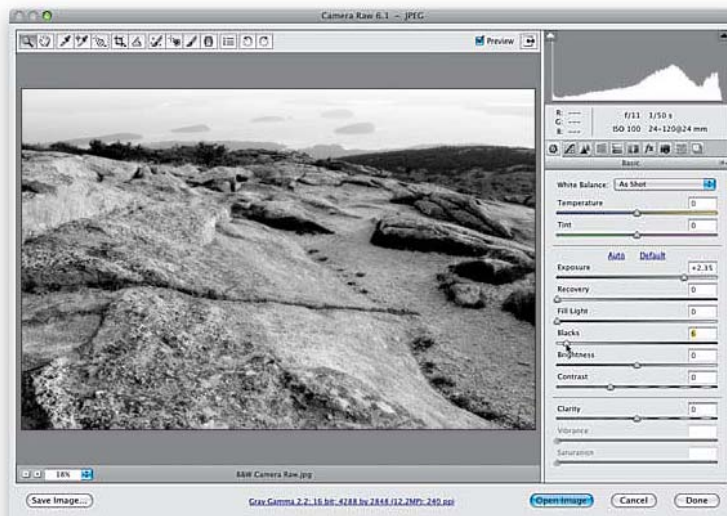 Camera Raw 6.1 – JPEG
Preview
R: ---
G: ---
B: ---
f/11 1/50 s
ISO 100 24-120@24 mm
fx
Basic
White Balance: As Shot
Temperature 0
Tint 0
Auto Default
Exposure +2.35
Recovery 0
Fill Light 0
Blacks 6
Brightness 0
Contrast 0
Clarity 0
Vibrance
Saturation
18% B&W Camera Raw.jpg
Save Image... Gray Gamma 2.2; 16 bit; 4288 by 2848 (12.2MP); 240 ppi Open Image Cancel Done